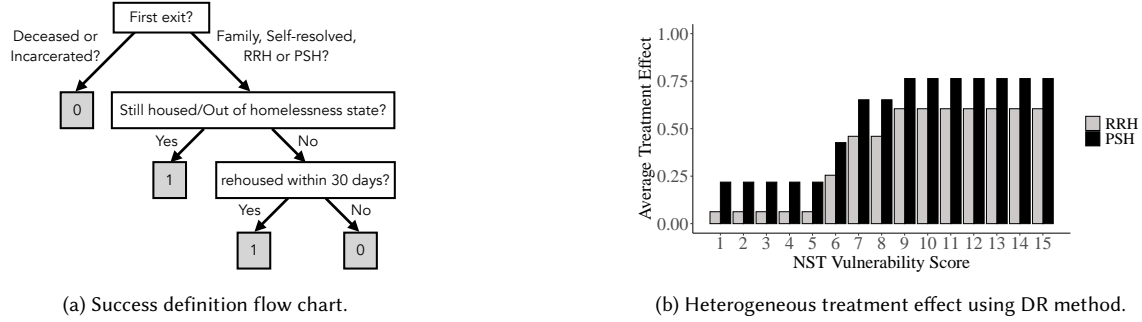 First exit?
Deceased or
Incarcerated?
Family, Self-resolved,
RRH or PSH?
0
Still housed/Out of homelessness state?
Yes
No
1
rehoused within 30 days?
Yes
No
1
0
(a) Success definition flow chart.
Average Treatment Effect
1.00
0.75
0.50
0.25
0.00
1 2 3 4 5 6 7 8 9 10 11 12 13 14 15
NST Vulnerability Score
RRH
PSH
(b) Heterogeneous treatment effect using DR method.